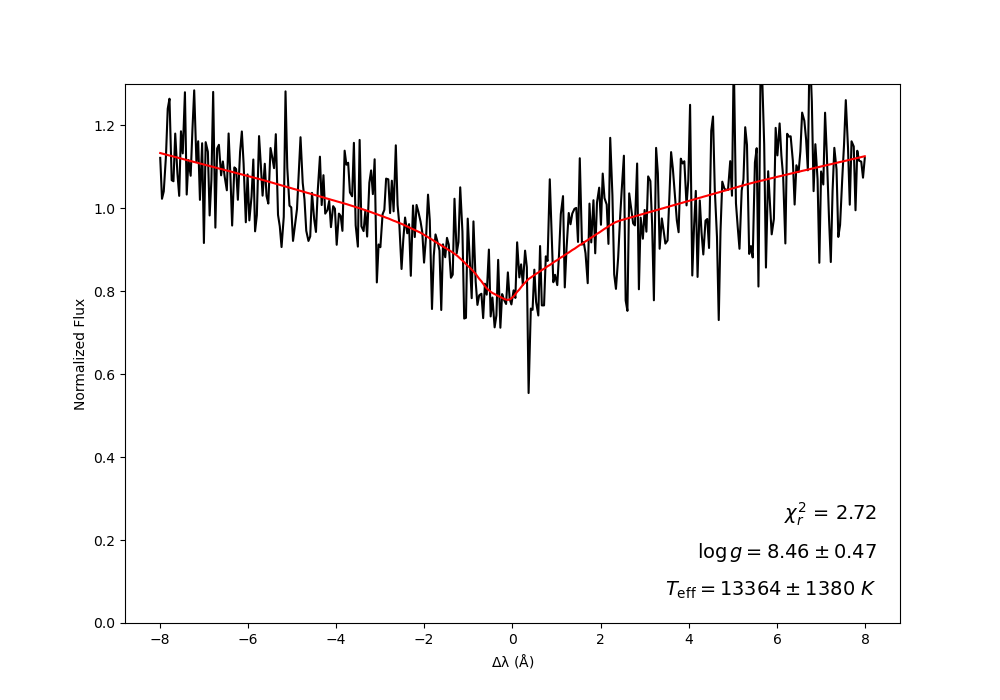 1.2
1.0
0.8
0.6
0.4
0.2
0.0
Normalized Flux
χ²ᵣ = 2.72
log g = 8.46 ± 0.47
T_eff = 13364 ± 1380 K
−8 −6 −4 −2 0 2 4 6 8
Δλ (Å)